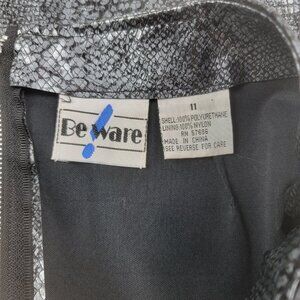 Be Ware
11
SHELL:100% POLYURETHANE
LINING:100% NYLON
RN 57686
MADE IN CHINA
SEE REVERSE FOR CARE